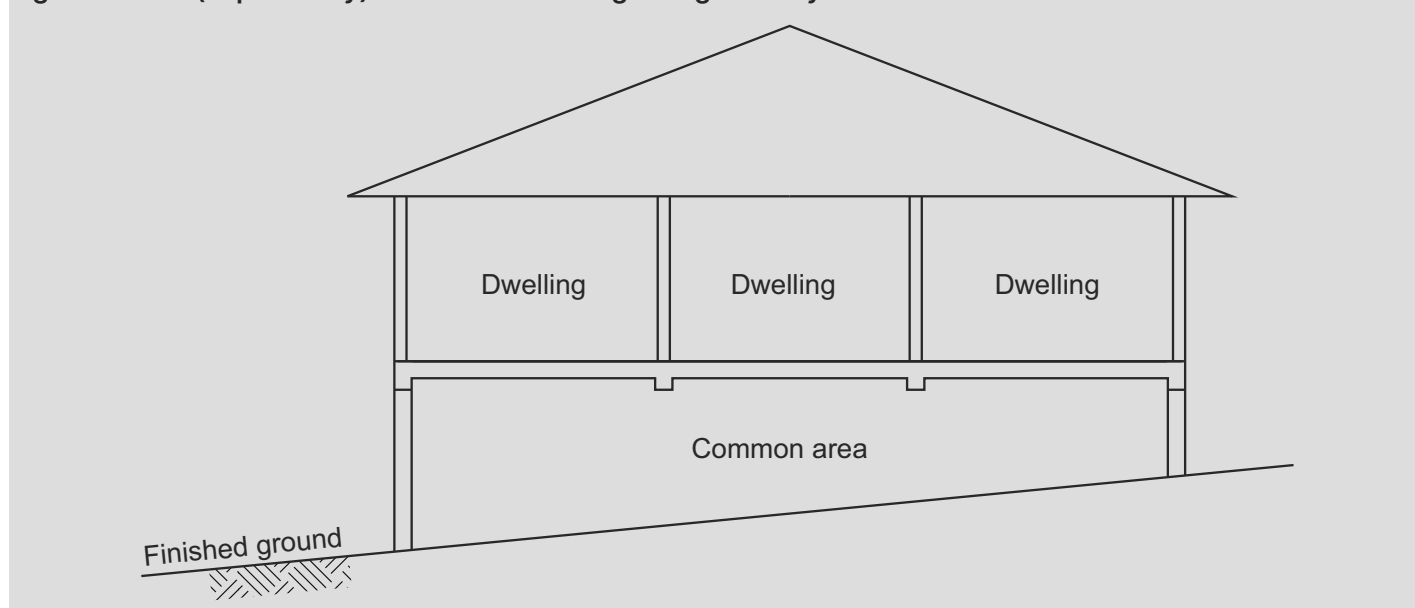 Dwelling
Dwelling
Dwelling
Common area
Finished ground